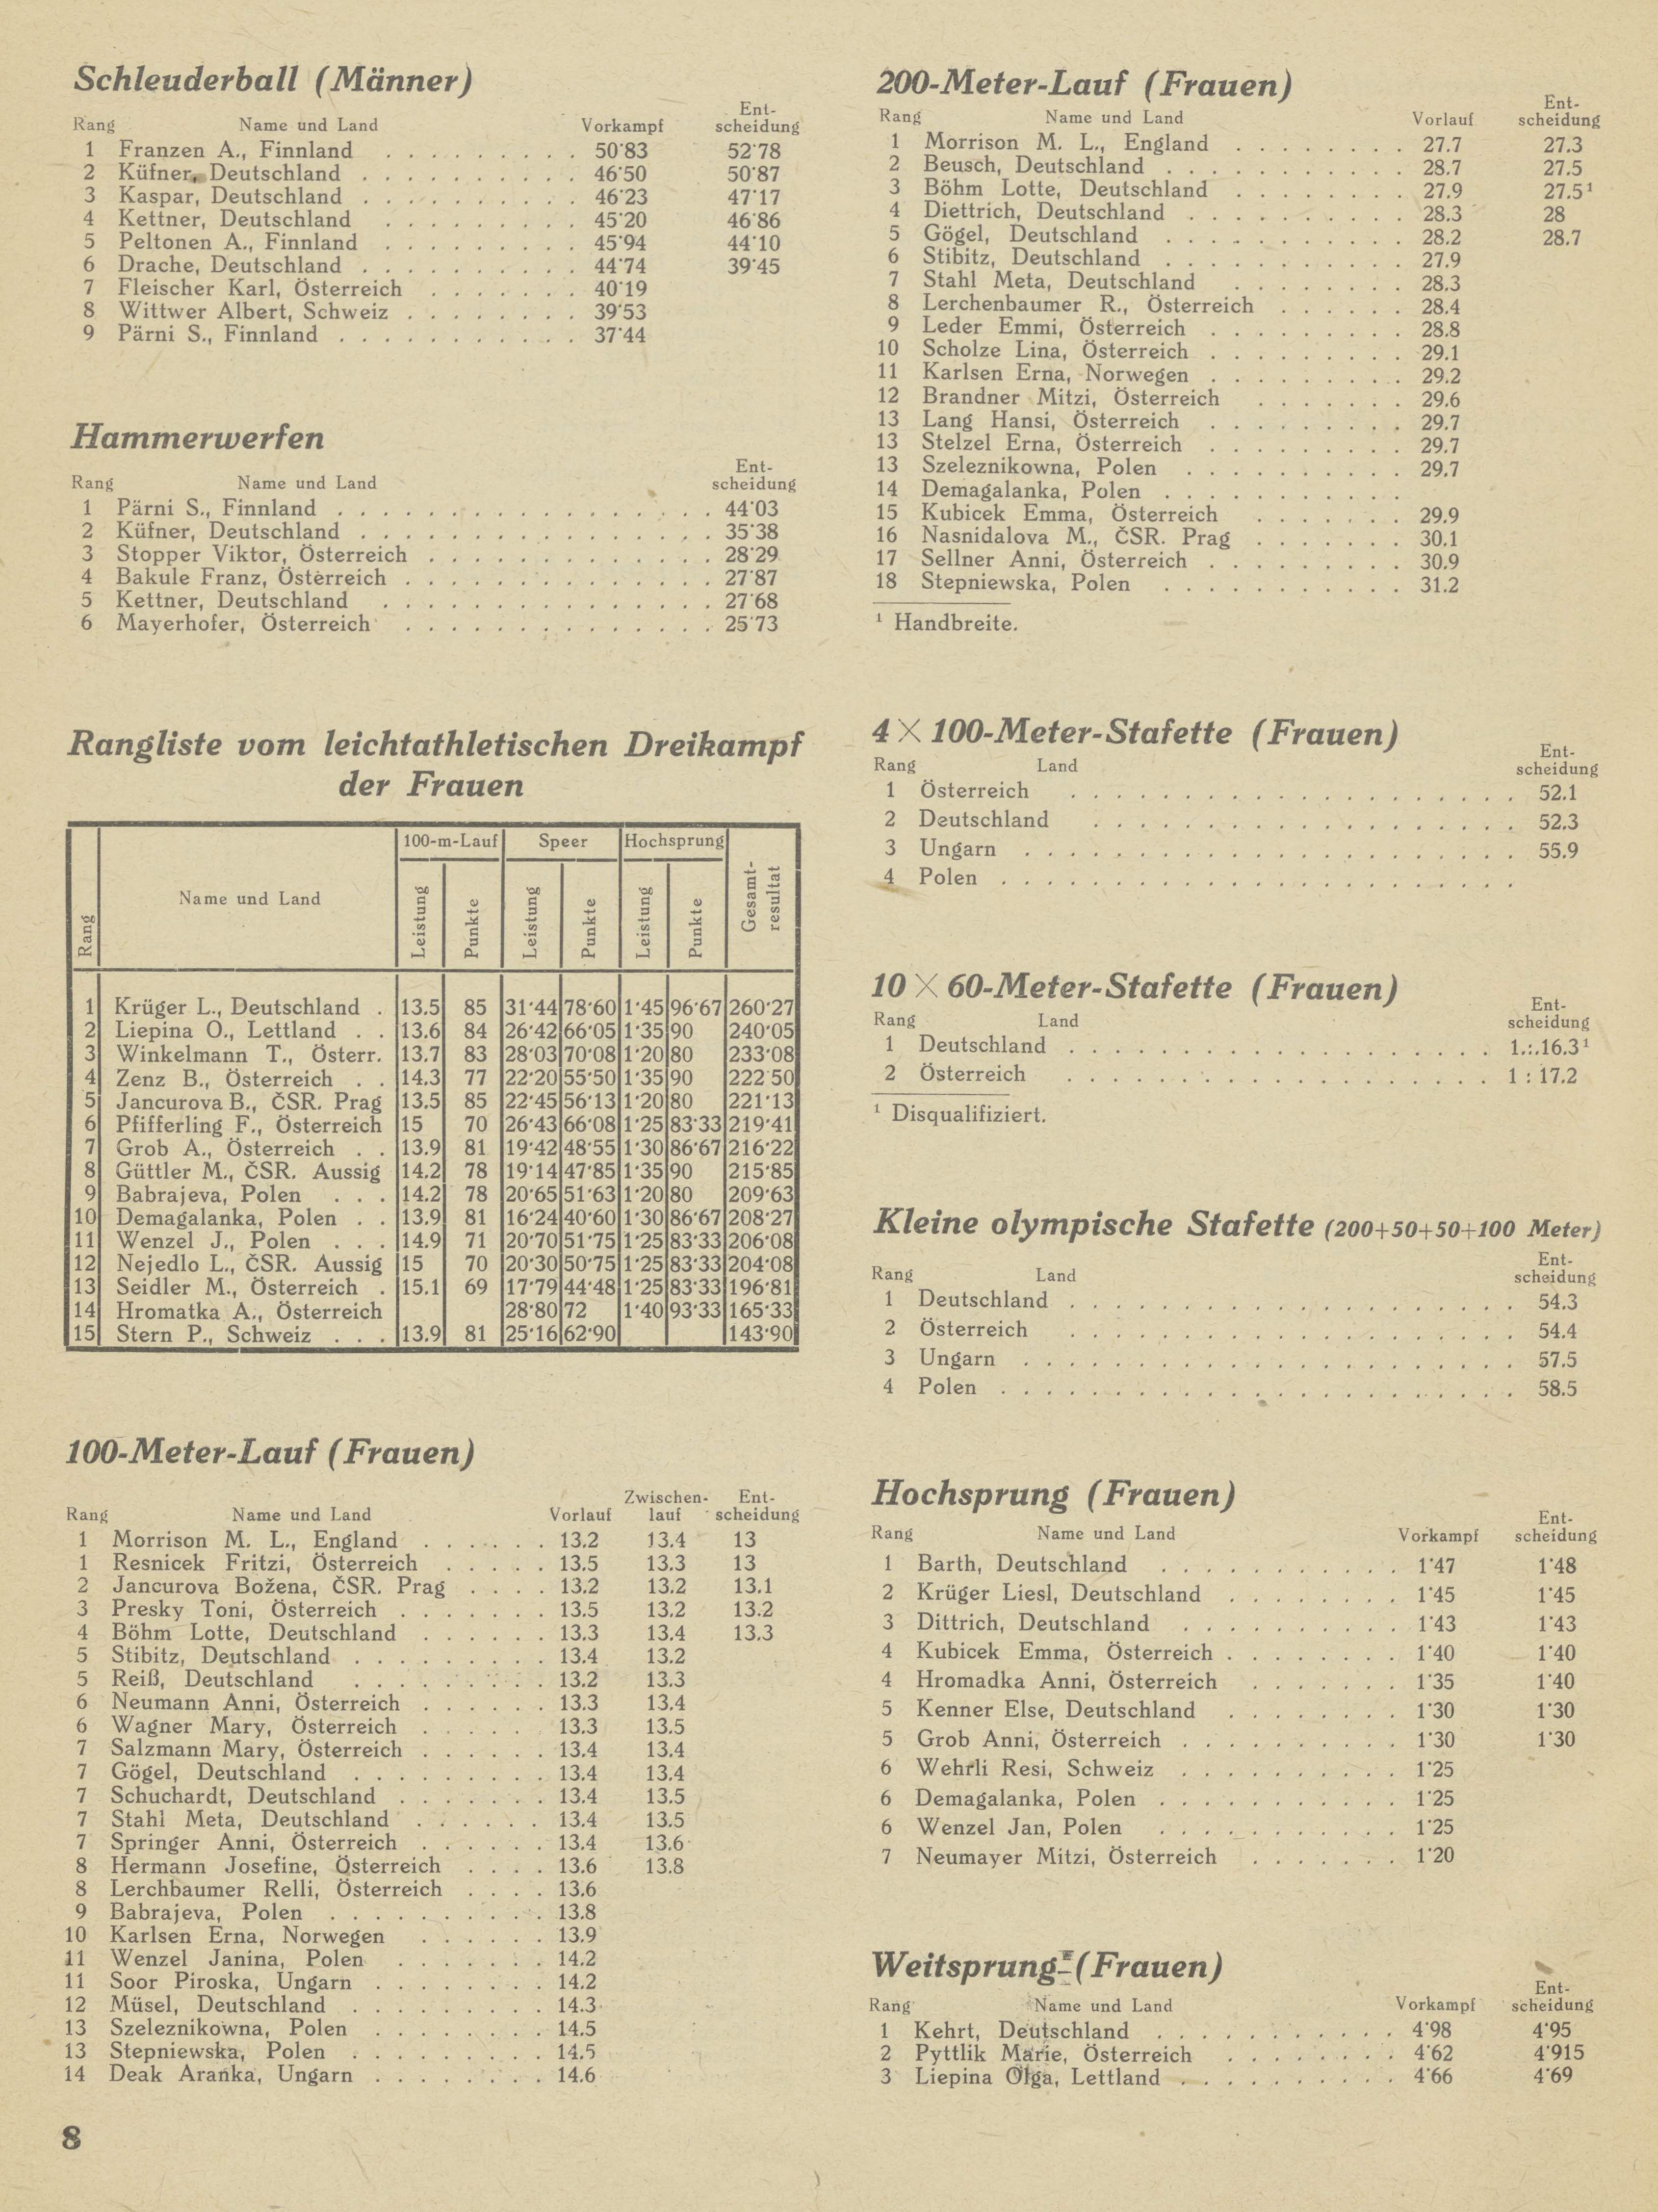 Schleuderball (Männer)
Rang Name und Land Vorkampf Ent-
scheidung
1 Franzen A., Finnland . . . . . . . . . 50˙83 52˙78
2 Küfner, Deutschland . . . . . . . . . . 46˙50 50˙87
3 Kaspar, Deutschland . . . . . . . . . . 46˙23 47˙17
4 Kettner, Deutschland . . . . . . . . . 45˙20 46˙86
5 Peltonen A., Finnland . . . . . . . . . 45˙94 44˙10
6 Drache, Deutschland . . . . . . . . . . 44˙74 39˙45
7 Fleischer Karl, Österreich . . . . . . . 40˙19
8 Wittwer Albert, Schweiz . . . . . . . . 39˙53
9 Pärni S., Finnland . . . . . . . . . . . 37˙44
Hammerwerfen
Rang Name und Land Ent-
scheidung
1 Pärni S., Finnland . . . . . . . . . . . . . . . . . 44˙03
2 Küfner, Deutschland . . . . . . . . . . . . . . . . 35˙38
3 Stopper Viktor, Österreich . . . . . . . . . . . . . . 28˙29
4 Bakule Franz, Österreich . . . . . . . . . . . . . . 27˙87
5 Kettner, Deutschland . . . . . . . . . . . . . . . 27˙68
6 Mayerhofer, Österreich . . . . . . . . . . . . . . 25˙73
Rangliste vom leichtathletischen Dreikampf
der Frauen
Rang Name und Land 100-m-Lauf Speer Hochsprung Gesamt-
resultat
Leistung Punkte Leistung Punkte Leistung Punkte
1 Krüger L., Deutschland . 13.5 85 31˙44 78˙60 1˙45 96˙67 260˙27
2 Liepina O., Lettland . . 13.6 84 26˙42 66˙05 1˙35 90 240˙05
3 Winkelmann T., Österr. 13.7 83 28˙03 70˙08 1˙20 80 233˙08
4 Zenz B., Österreich . . 14.3 77 22˙20 55˙50 1˙35 90 222˙50
5 Jancurova B., ČSR. Prag 13.5 85 22˙45 56˙13 1˙20 80 221˙13
6 Pfifferling F., Österreich 15 70 26˙43 66˙08 1˙25 83˙33 219˙41
7 Grob A., Österreich . . 13.9 81 19˙42 48˙55 1˙30 86˙67 216˙22
8 Güttler M., ČSR. Aussig 14.2 78 19˙14 47˙85 1˙35 90 215˙85
9 Babrajeva, Polen . . . 14.2 78 20˙65 51˙63 1˙20 80 209˙63
10 Demagalanka, Polen . . 13.9 81 16˙24 40˙60 1˙30 86˙67 208˙27
11 Wenzel J., Polen . . . 14.9 71 20˙70 51˙75 1˙25 83˙33 206˙08
12 Nejedlo L., ČSR. Aussig 15 70 20˙30 50˙75 1˙25 83˙33 204˙08
13 Seidler M., Österreich . 15.1 69 17˙79 44˙48 1˙25 83˙33 196˙81
14 Hromatka A., Österreich 28˙80 72 1˙40 93˙33 165˙33
15 Stern P., Schweiz . . . 13.9 81 25˙16 62˙90 143˙90
100-Meter-Lauf (Frauen)
Rang Name und Land Vorlauf Zwischen-
lauf Ent-
scheidung
1 Morrison M. L., England . . . . . . 13.2 13.4 13
1 Resnicek Fritzi, Österreich . . . . . 13.5 13.3 13
2 Jancurova Božena, ČSR. Prag . . . . 13.2 13.2 13.1
3 Presky Toni, Österreich . . . . . . . 13.5 13.2 13.2
4 Böhm Lotte, Deutschland . . . . . . 13.3 13.4 13.3
5 Stibitz, Deutschland . . . . . . . . . 13.4 13.2
5 Reiß, Deutschland . . . . . . . . . 13.2 13.3
6 Neumann Anni, Österreich . . . . . . 13.3 13.4
6 Wagner Mary, Österreich . . . . . . 13.3 13.5
7 Salzmann Mary, Österreich . . . . . . 13.4 13.4
7 Gögel, Deutschland . . . . . . . . . 13.4 13.4
7 Schuchardt, Deutschland . . . . . . . 13.4 13.5
7 Stahl Meta, Deutschland . . . . . . 13.4 13.5
7 Springer Anni, Österreich . . . . . . 13.4 13.6
8 Hermann Josefine, Österreich . . . . 13.6 13.8
8 Lerchbaumer Relli, Österreich . . . . 13.6
9 Babrajeva, Polen . . . . . . . . . . 13.8
10 Karlsen Erna, Norwegen . . . . . . 13.9
11 Wenzel Janina, Polen . . . . . . . 14.2
11 Soor Piroska, Ungarn . . . . . . . . 14.2
12 Müsel, Deutschland . . . . . . . . . 14.3
13 Szeleznikowna, Polen . . . . . . . . 14.5
13 Stepniewska, Polen . . . . . . . . . 14.5
14 Deak Aranka, Ungarn . . . . . . . . 14.6
8
200-Meter-Lauf (Frauen)
Rang Name und Land Vorlauf Ent-
scheidung
1 Morrison M. L., England . . . . . . . . 27.7 27.3
2 Beusch, Deutschland . . . . . . . . . . . 28.7 27.5
3 Böhm Lotte, Deutschland . . . . . . . . 27.9 27.5¹
4 Diettrich, Deutschland . . . . . . . . . . 28.3 28
5 Gögel, Deutschland . . . . . . . . . . . 28.2 28.7
6 Stibitz, Deutschland . . . . . . . . . . . 27.9
7 Stahl Meta, Deutschland . . . . . . . . 28.3
8 Lerchenbaumer R., Österreich . . . . . . 28.4
9 Leder Emmi, Österreich . . . . . . . . . 28.8
10 Scholze Lina, Österreich . . . . . . . . . 29.1
11 Karlsen Erna, Norwegen . . . . . . . . . 29.2
12 Brandner Mitzi, Österreich . . . . . . . 29.6
13 Lang Hansi, Österreich . . . . . . . . . 29.7
13 Stelzel Erna, Österreich . . . . . . . . . 29.7
13 Szeleznikowna, Polen . . . . . . . . . . 29.7
14 Demagalanka, Polen . . . . . . . . . . .
15 Kubicek Emma, Österreich . . . . . . . 29.9
16 Nasnidalova M., ČSR. Prag . . . . . . . 30.1
17 Sellner Anni, Österreich . . . . . . . . . 30.9
18 Stepniewska, Polen . . . . . . . . . . . 31.2
¹ Handbreite.
4 × 100-Meter-Stafette (Frauen)
Rang Land Ent-
scheidung
1 Österreich . . . . . . . . . . . . . . . . . . . . 52.1
2 Deutschland . . . . . . . . . . . . . . . . . . . 52.3
3 Ungarn . . . . . . . . . . . . . . . . . . . . . . 55.9
4 Polen . . . . . . . . . . . . . . . . . . . . . . .
10 × 60-Meter-Stafette (Frauen)
Rang Land Ent-
scheidung
1 Deutschland . . . . . . . . . . . . . . . . . . . 1 : 16.3¹
2 Österreich . . . . . . . . . . . . . . . . . . . 1 : 17.2
¹ Disqualifiziert.
Kleine olympische Stafette (200+50+50+100 Meter)
Rang Land Ent-
scheidung
1 Deutschland . . . . . . . . . . . . . . . . . . . . 54.3
2 Österreich . . . . . . . . . . . . . . . . . . . . 54.4
3 Ungarn . . . . . . . . . . . . . . . . . . . . . . 57.5
4 Polen . . . . . . . . . . . . . . . . . . . . . . . 58.5
Hochsprung (Frauen)
Rang Name und Land Vorkampf Ent-
scheidung
1 Barth, Deutschland . . . . . . . . . . . 1˙47 1˙48
2 Krüger Liesl, Deutschland . . . . . . . . 1˙45 1˙45
3 Dittrich, Deutschland . . . . . . . . . . 1˙43 1˙43
4 Kubicek Emma, Österreich . . . . . . . . 1˙40 1˙40
4 Hromadka Anni, Österreich . . . . . . . 1˙35 1˙40
5 Kenner Else, Deutschland . . . . . . . . 1˙30 1˙30
5 Grob Anni, Österreich . . . . . . . . . . 1˙30 1˙30
6 Wehrli Resi, Schweiz . . . . . . . . . . 1˙25
6 Demagalanka, Polen . . . . . . . . . . . 1˙25
6 Wenzel Jan, Polen . . . . . . . . . . . 1˙25
7 Neumayer Mitzi, Österreich . . . . . . . 1˙20
Weitsprung (Frauen)
Rang Name und Land Vorkampf Ent-
scheidung
1 Kehrt, Deutschland . . . . . . . . . . . 4˙98 4˙95
2 Pyttlik Marie, Österreich . . . . . . . . 4˙62 4˙915
3 Liepina Olga, Lettland . . . . . . . . . . 4˙66 4˙69